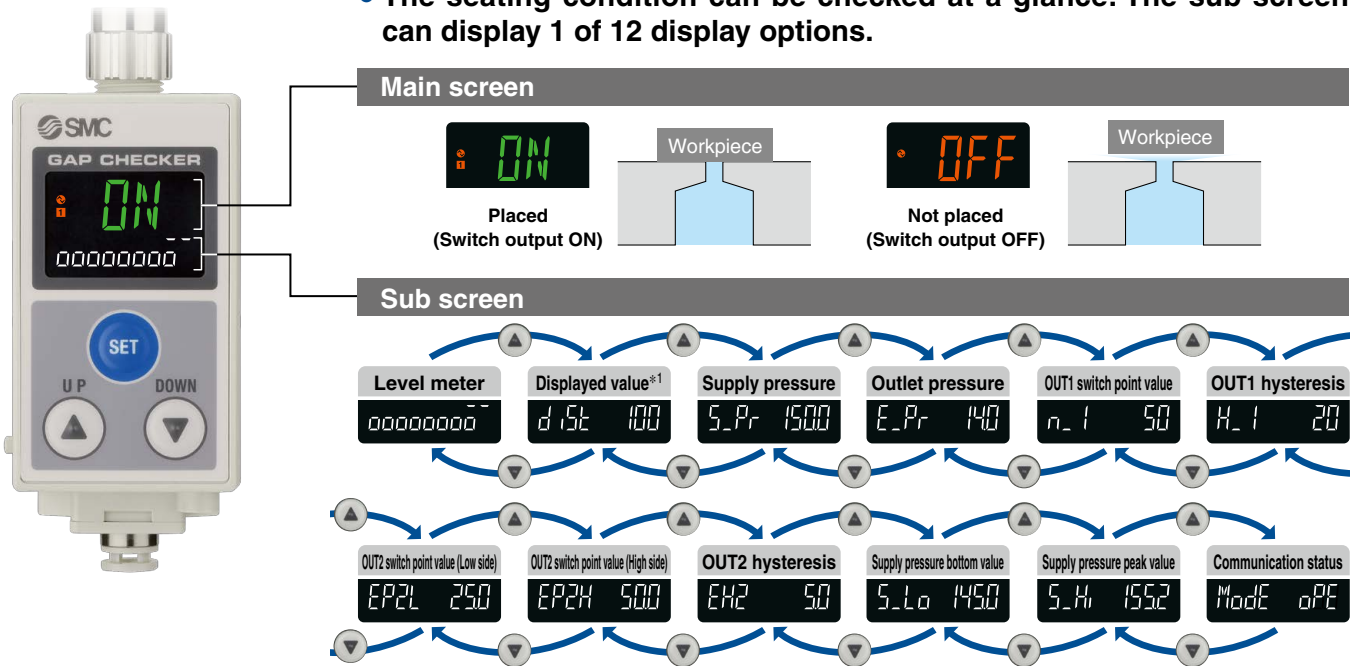 • The seating condition can be checked at a glance. The sub screen
can display 1 of 12 display options.
SMC
GAP CHECKER
1 ON
oooooooo
SET
UP DOWN
Main screen
1 ON
Workpiece
OFF
Workpiece
Placed
(Switch output ON)
Not placed
(Switch output OFF)
Sub screen
Level meter Displayed value*1 Supply pressure Outlet pressure OUT1 switch point value OUT1 hysteresis
oooooooo diSt 10.0 S_Pr 150.0 E_Pr 14.0 n_1 5.0 H_1 2.0
OUT2 switch point value (Low side) OUT2 switch point value (High side) OUT2 hysteresis Supply pressure bottom value Supply pressure peak value Communication status
EP2L 25.0 EP2H 50.0 EH2 5.0 S_Lo 145.0 S_Hi 155.2 ModE oPE